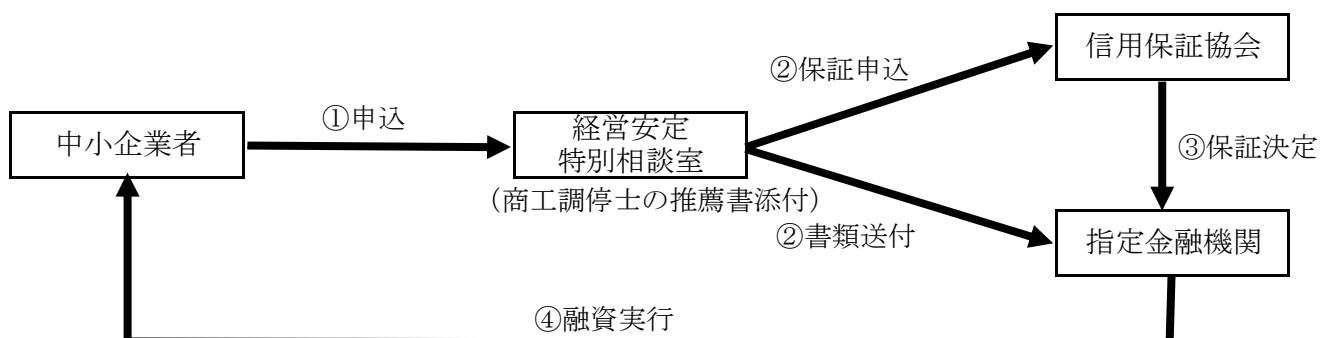 信用保証協会
②保証申込
①申込
中小企業者
経営安定
特別相談室
③保証決定
(商工調停士の推薦書添付)
②書類送付
指定金融機関
④融資実行